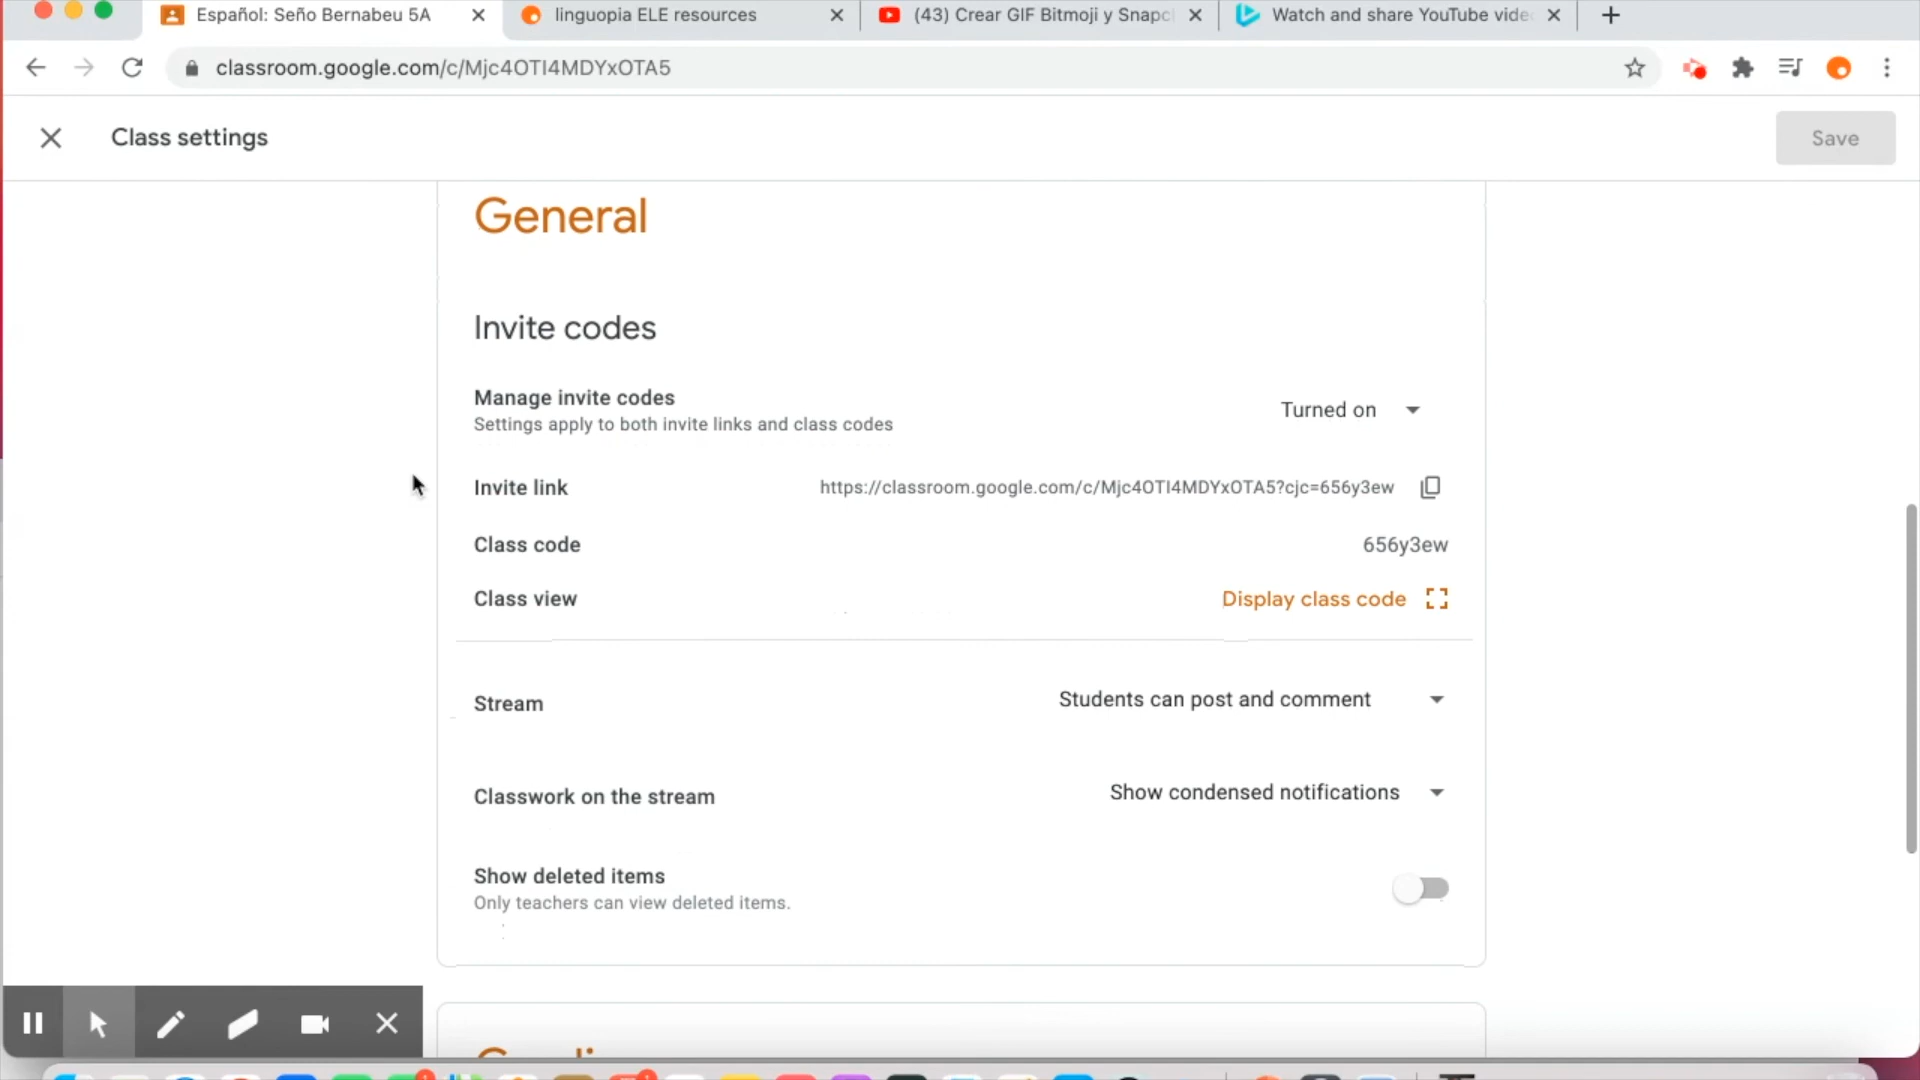 Español: Seño Bernabeu 5A
linguopia ELE resources
(43) Crear GIF Bitmoji y Snapc
Watch and share YouTube vide
classroom.google.com/c/Mjc4OTI4MDYxOTA5
Class settings
Save
General
Invite codes
Manage invite codes
Settings apply to both invite links and class codes
Turned on
Invite link
https://classroom.google.com/c/Mjc4OTI4MDYxOTA5?cjc=656y3ew
Class code
656y3ew
Class view
Display class code
Stream
Students can post and comment
Classwork on the stream
Show condensed notifications
Show deleted items
Only teachers can view deleted items.